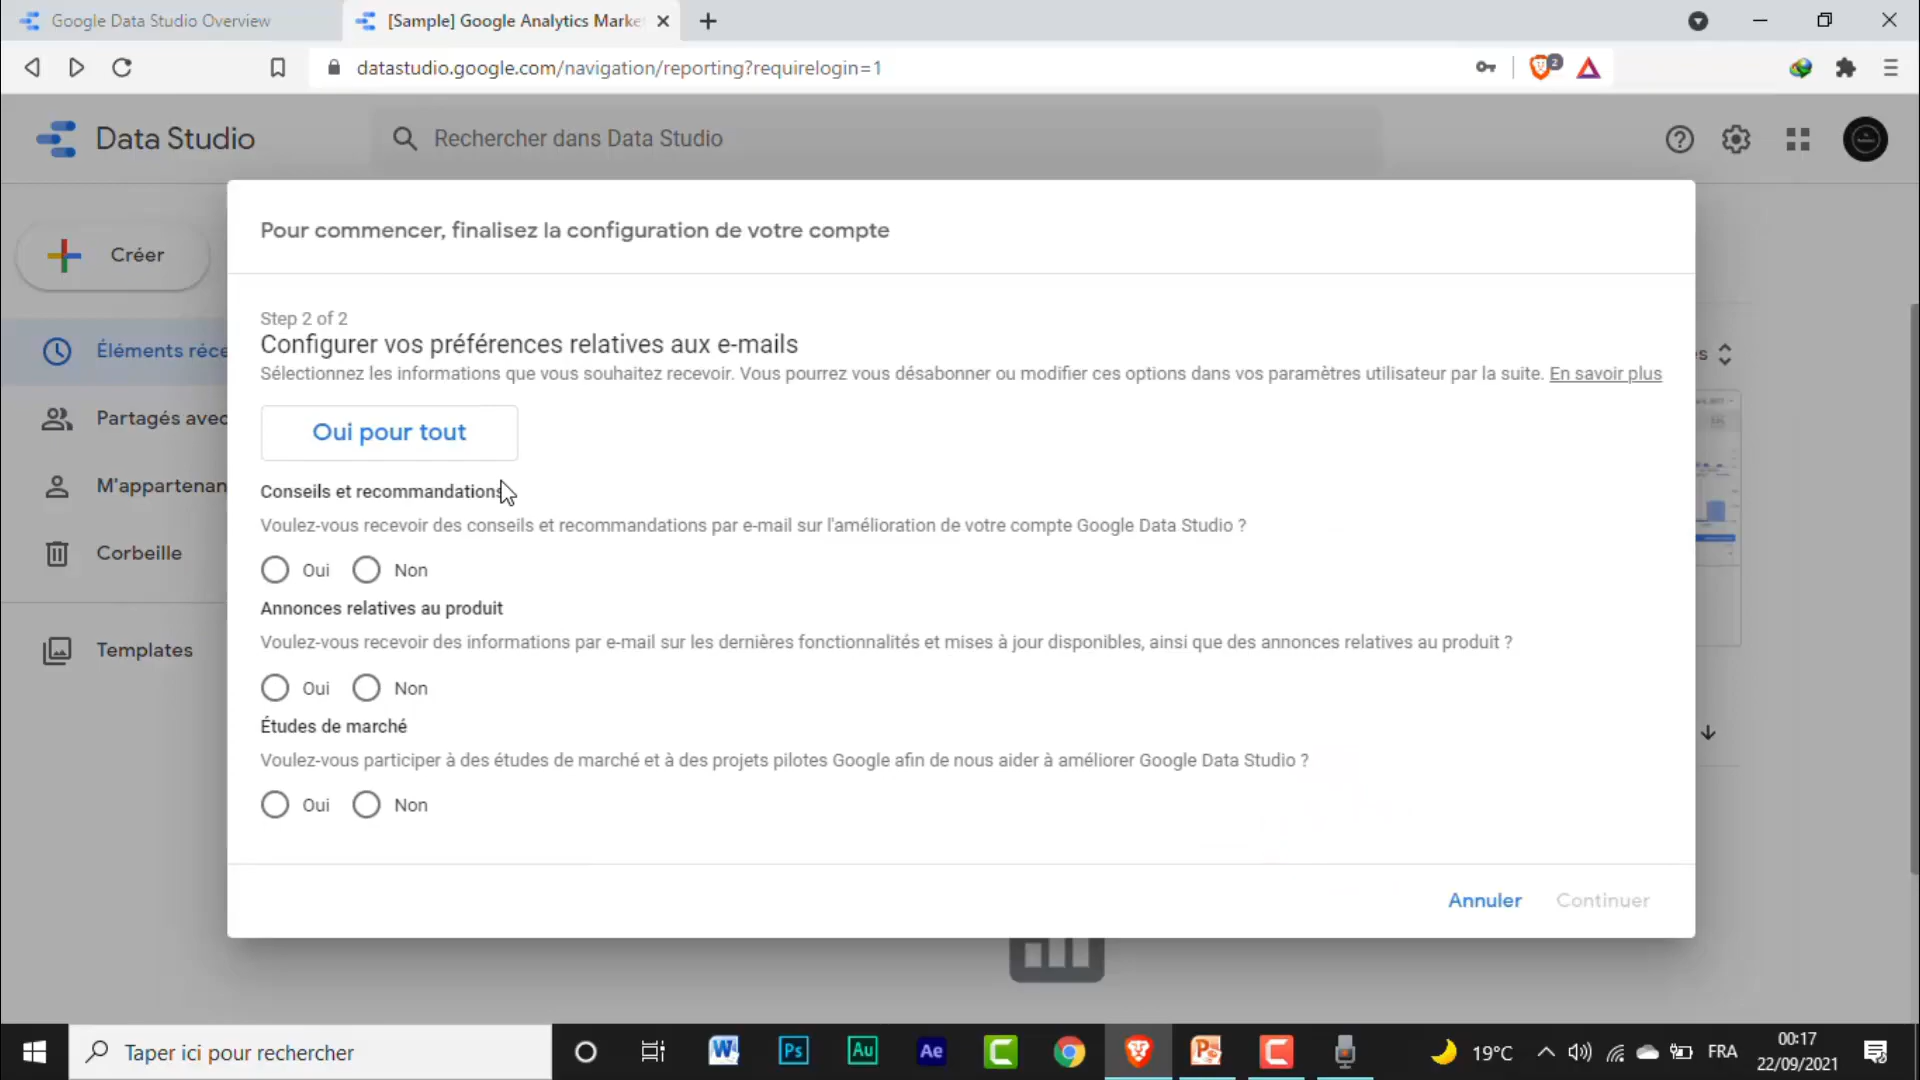 Google Data Studio Overview
[Sample] Google Analytics Marke
datastudio.google.com/navigation/reporting?requirelogin=1
2
Data Studio
Rechercher dans Data Studio
Pour commencer, finalisez la configuration de votre compte
Créer
Step 2 of 2
Configurer vos préférences relatives aux e-mails
Éléments réce
s
Sélectionnez les informations que vous souhaitez recevoir. Vous pourrez vous désabonner ou modifier ces options dans vos paramètres utilisateur par la suite. En savoir plus
Partagés avec
Oui pour tout
M'appartenan
Conseils et recommandations
Voulez-vous recevoir des conseils et recommandations par e-mail sur l'amélioration de votre compte Google Data Studio ?
Corbeille
Oui Non
Annonces relatives au produit
Voulez-vous recevoir des informations par e-mail sur les dernières fonctionnalités et mises à jour disponibles, ainsi que des annonces relatives au produit ?
Templates
Oui Non
Études de marché
Voulez-vous participer à des études de marché et à des projets pilotes Google afin de nous aider à améliorer Google Data Studio ?
Oui Non
Annuler Continuer
Taper ici pour rechercher
W
Ps
Au
Ae
C
P
C
19°C
FRA
00:17
22/09/2021